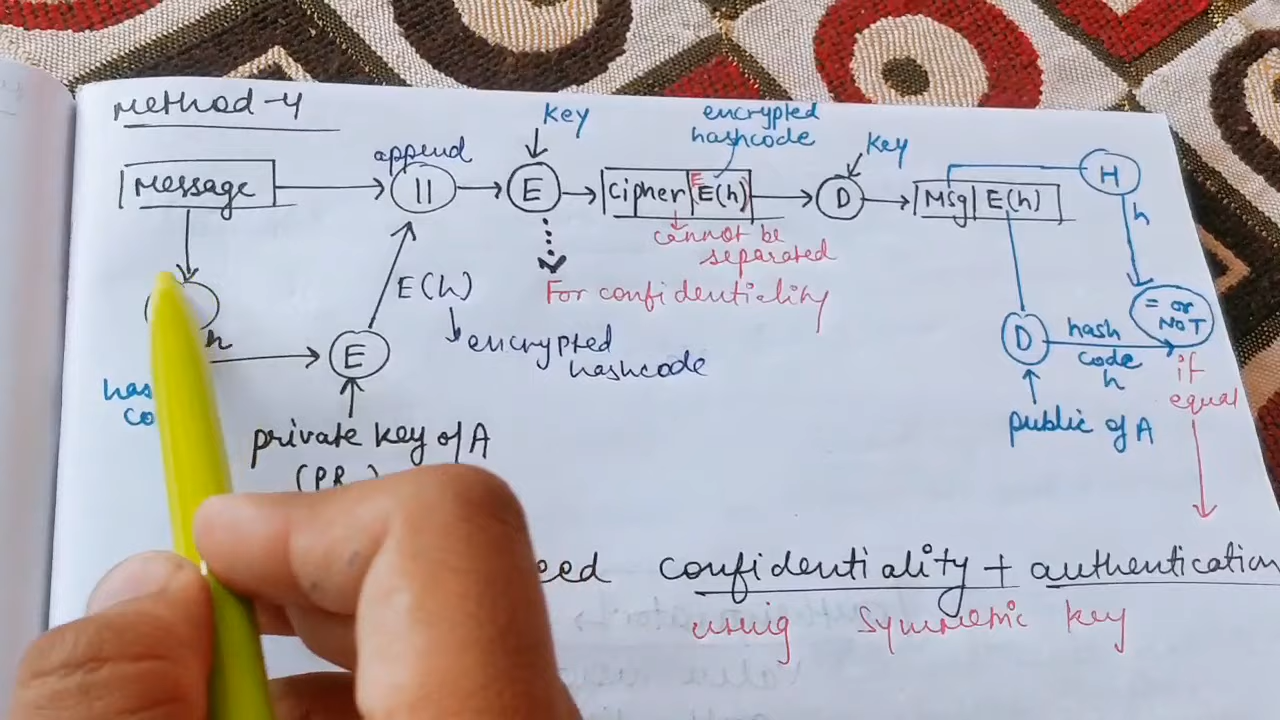 Method-4
Message
append
||
Key
E
encrypted
hashcode
Cipher E E(h)
Key
D
Msg E(h)
H
h
cannot be
separated
For confidentiality
E(h)
encrypted
hashcode
h
E
private key of A
D
hash
code
h
public of A
= or
NOT
if
equal
confidentiality + authentication
using Symmetric key